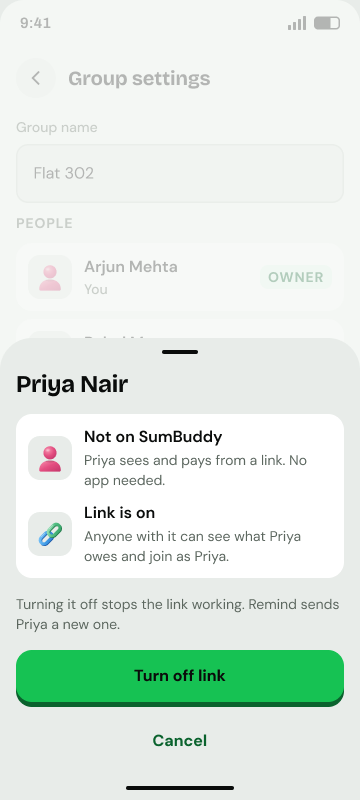 9:41
Group settings
Group name
Flat 302
PEOPLE
Arjun Mehta
You
OWNER
Priya Nair
Not on SumBuddy
Priya sees and pays from a link. No
app needed.
Link is on
Anyone with it can see what Priya
owes and join as Priya.
Turning it off stops the link working. Remind sends
Priya a new one.
Turn off link
Cancel